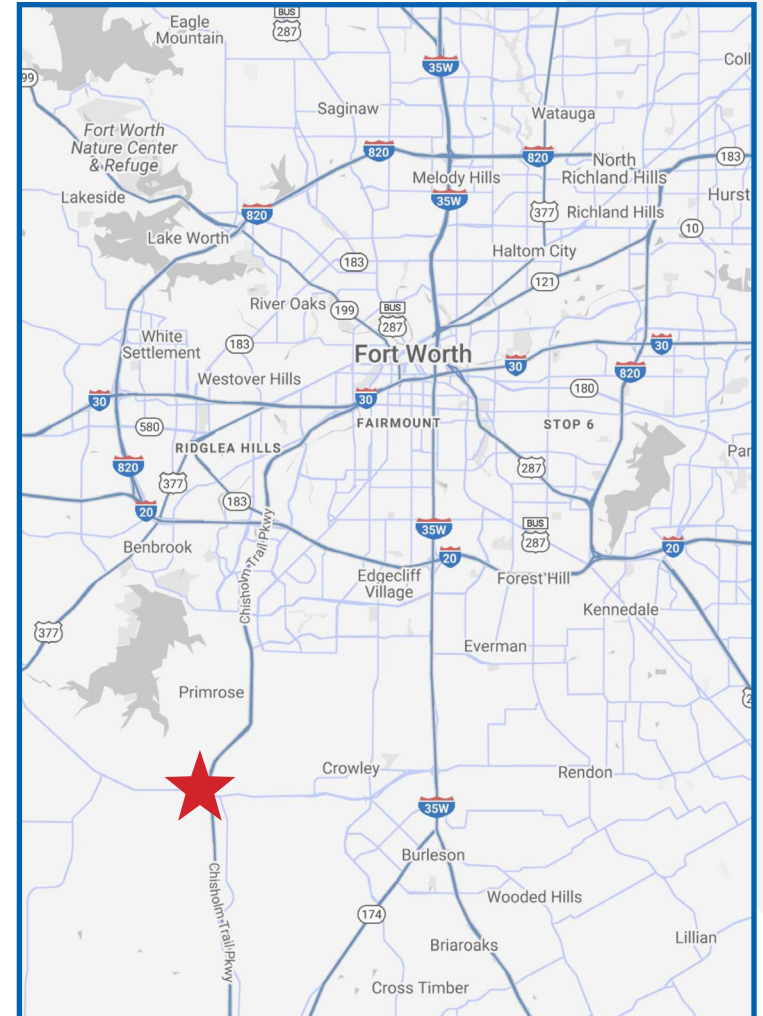 BUS
Eagle
287
Mountain
35W
Coll
99
Saginaw
Watauga
Fort Worth
Nature Center
& Refuge
820
820
North
Richland Hills
183
Melody Hills
Lakeside
35W
Hurst
820
377
Richland Hills
10
Lake Worth
Haltom City
183
121
River Oaks
199
BUS
287
White
Settlement
183
Fort Worth
30
30
820
Westover Hills
180
30
30
580
FAIRMOUNT
STOP 6
RIDGLEA HILLS
Par
820
287
377
183
20
35W
BUS
287
Benbrook
20
20
Chisholm Trail Pkwy
Edgecliff
Village
Forest Hill
Kennedale
377
Everman
Primrose
2
Crowley
Rendon
35W
Burleson
Chisholm Trail Pkwy
Wooded Hills
174
Briaroaks
Lillian
Cross Timber